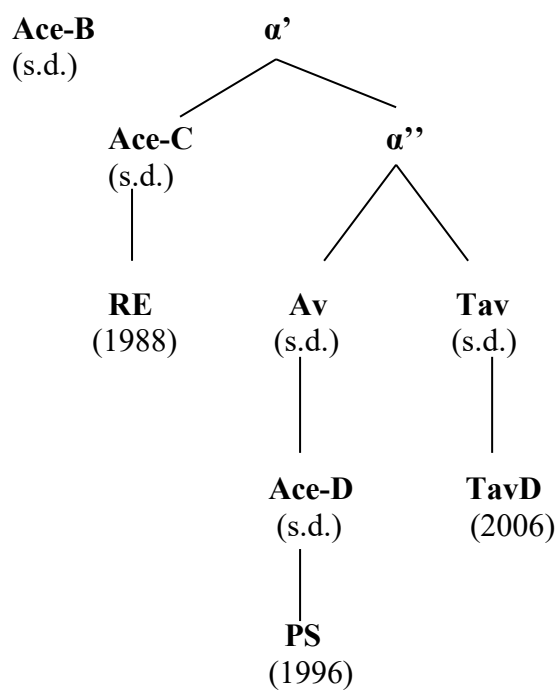 Ace-B
(s.d.)
α’
Ace-C
(s.d.)
α’’
RE
(1988)
Av
(s.d.)
Tav
(s.d.)
Ace-D
(s.d.)
TavD
(2006)
PS
(1996)